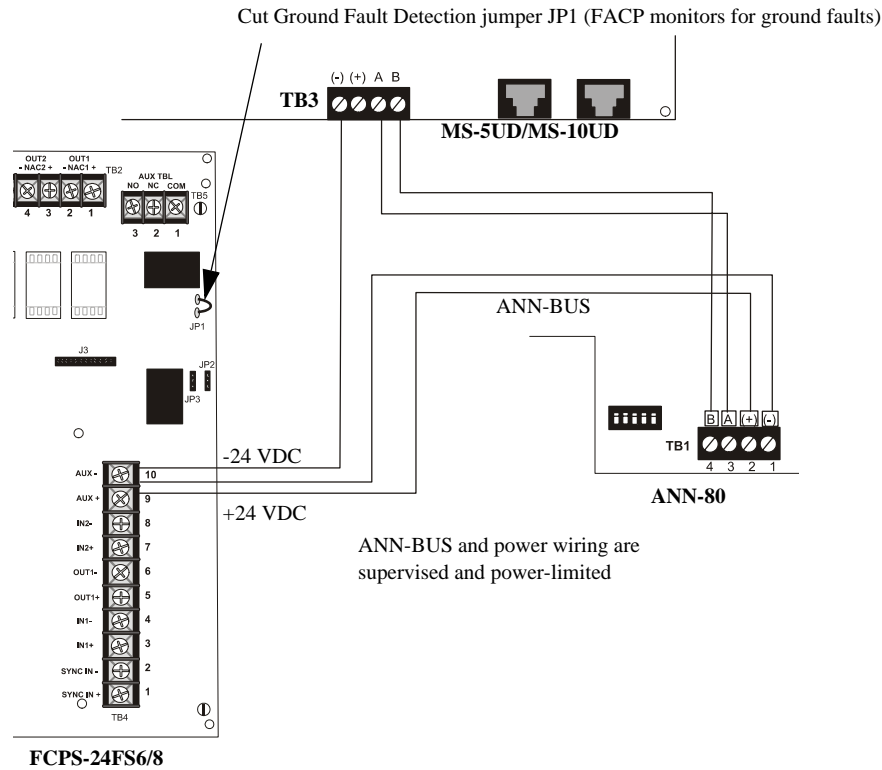 Cut Ground Fault Detection jumper JP1 (FACP monitors for ground faults)
(-) (+) A B
TB3
MS-5UD/MS-10UD
OUT2 OUT1
- NAC2 + - NAC1 +
TB2
4 3 2 1
AUX TBL
NO NC COM
TB5
3 2 1
JP1
ANN-BUS
J3
JP2
JP3
B A (+) (-)
TB1
4 3 2 1
ANN-80
-24 VDC
AUX - 10
AUX + 9
+24 VDC
IN2- 8
IN2+ 7
OUT1- 6
OUT1+ 5
IN1- 4
IN1+ 3
SYNC IN - 2
SYNC IN + 1
TB4
ANN-BUS and power wiring are
supervised and power-limited
FCPS-24FS6/8